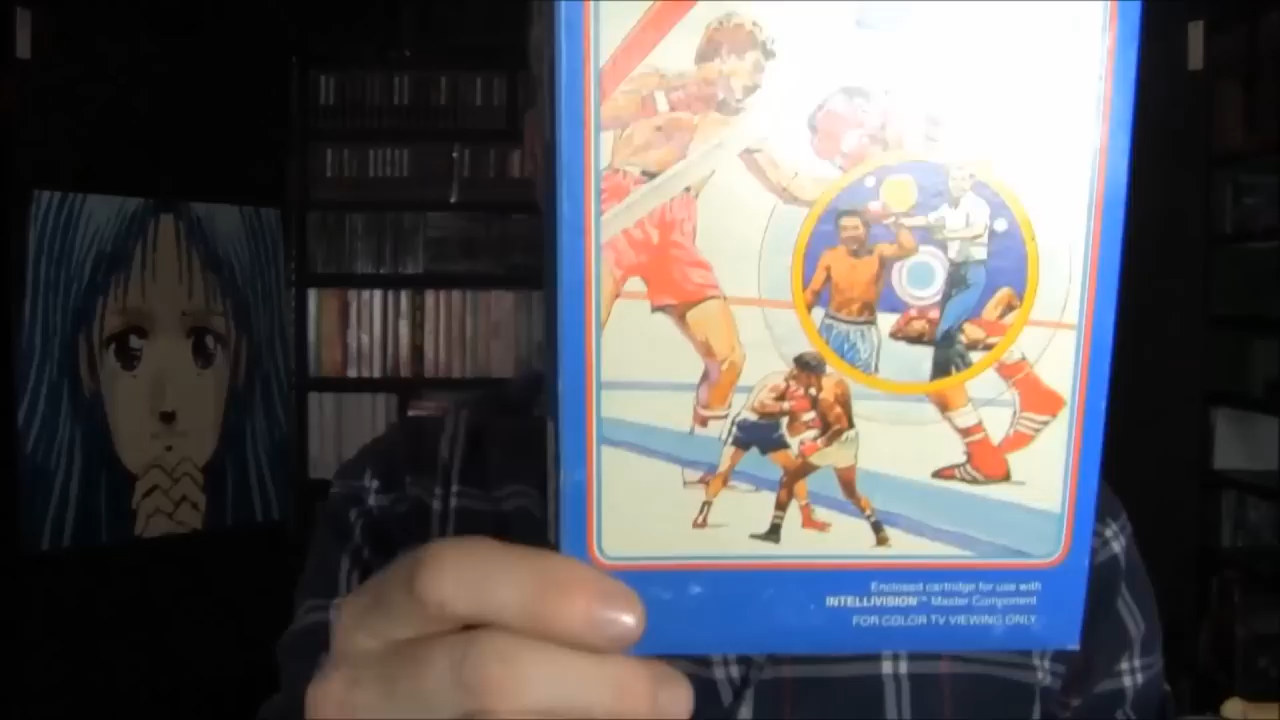 Enclosed cartridge for use with
INTELLIVISION™ Master Component
FOR COLOR TV VIEWING ONLY